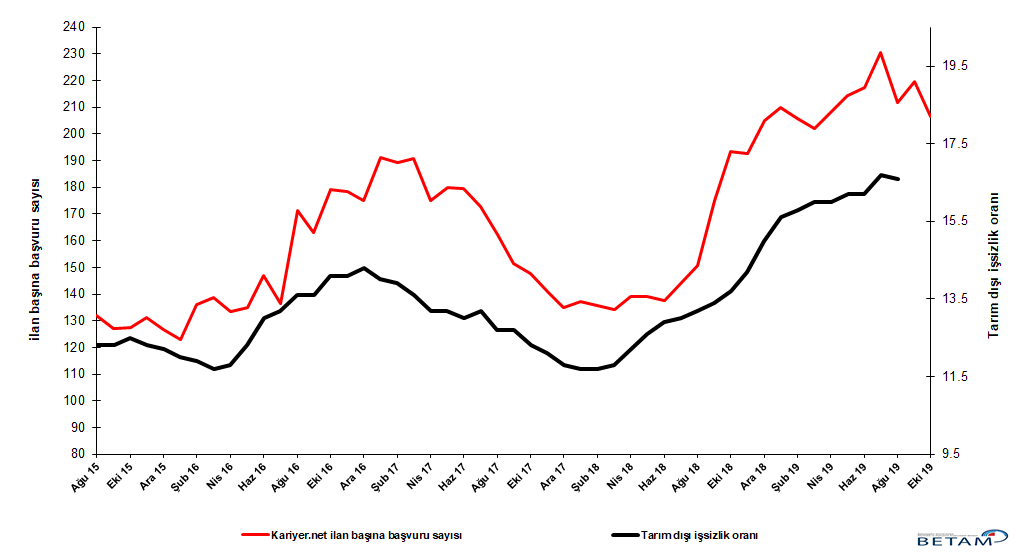 240
230
220
210
200
190
180
170
160
150
140
130
120
110
100
90
80
ilan başına başvuru sayısı
19.5
17.5
15.5
13.5
11.5
9.5
Tarım dışı işsizlik oranı
Ağu 15
Eki 15
Ara 15
Şub 16
Nis 16
Haz 16
Ağu 16
Eki 16
Ara 16
Şub 17
Nis 17
Haz 17
Ağu 17
Eki 17
Ara 17
Şub 18
Nis 18
Haz 18
Ağu 18
Eki 18
Ara 18
Şub 19
Nis 19
Haz 19
Ağu 19
Eki 19
Kariyer.net ilan başına başvuru sayısı
Tarım dışı işsizlik oranı
BETAM